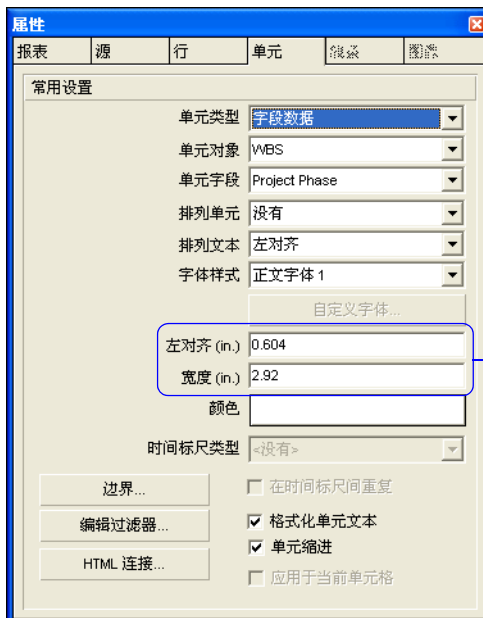 属性
报表 源 行 单元 线条 图像
常用设置
单元类型 字段数据
单元对象 WBS
单元字段 Project Phase
排列单元 没有
排列文本 左对齐
字体样式 正文字体 1
自定义字体...
左对齐 (in.) 0.604
宽度 (in.) 2.92
颜色
时间标尺类型 <没有>
边界... 在时间标尺间重复
编辑过滤器... 格式化单元文本
单元缩进
HTML 连接...
应用于当前单元格